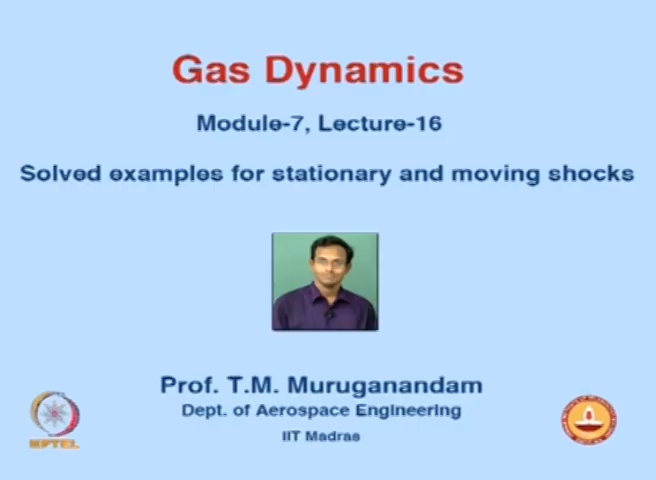 Gas Dynamics
Module-7, Lecture-16
Solved examples for stationary and moving shocks
Prof. T.M. Muruganandam
Dept. of Aerospace Engineering
IIT Madras
NPTEL